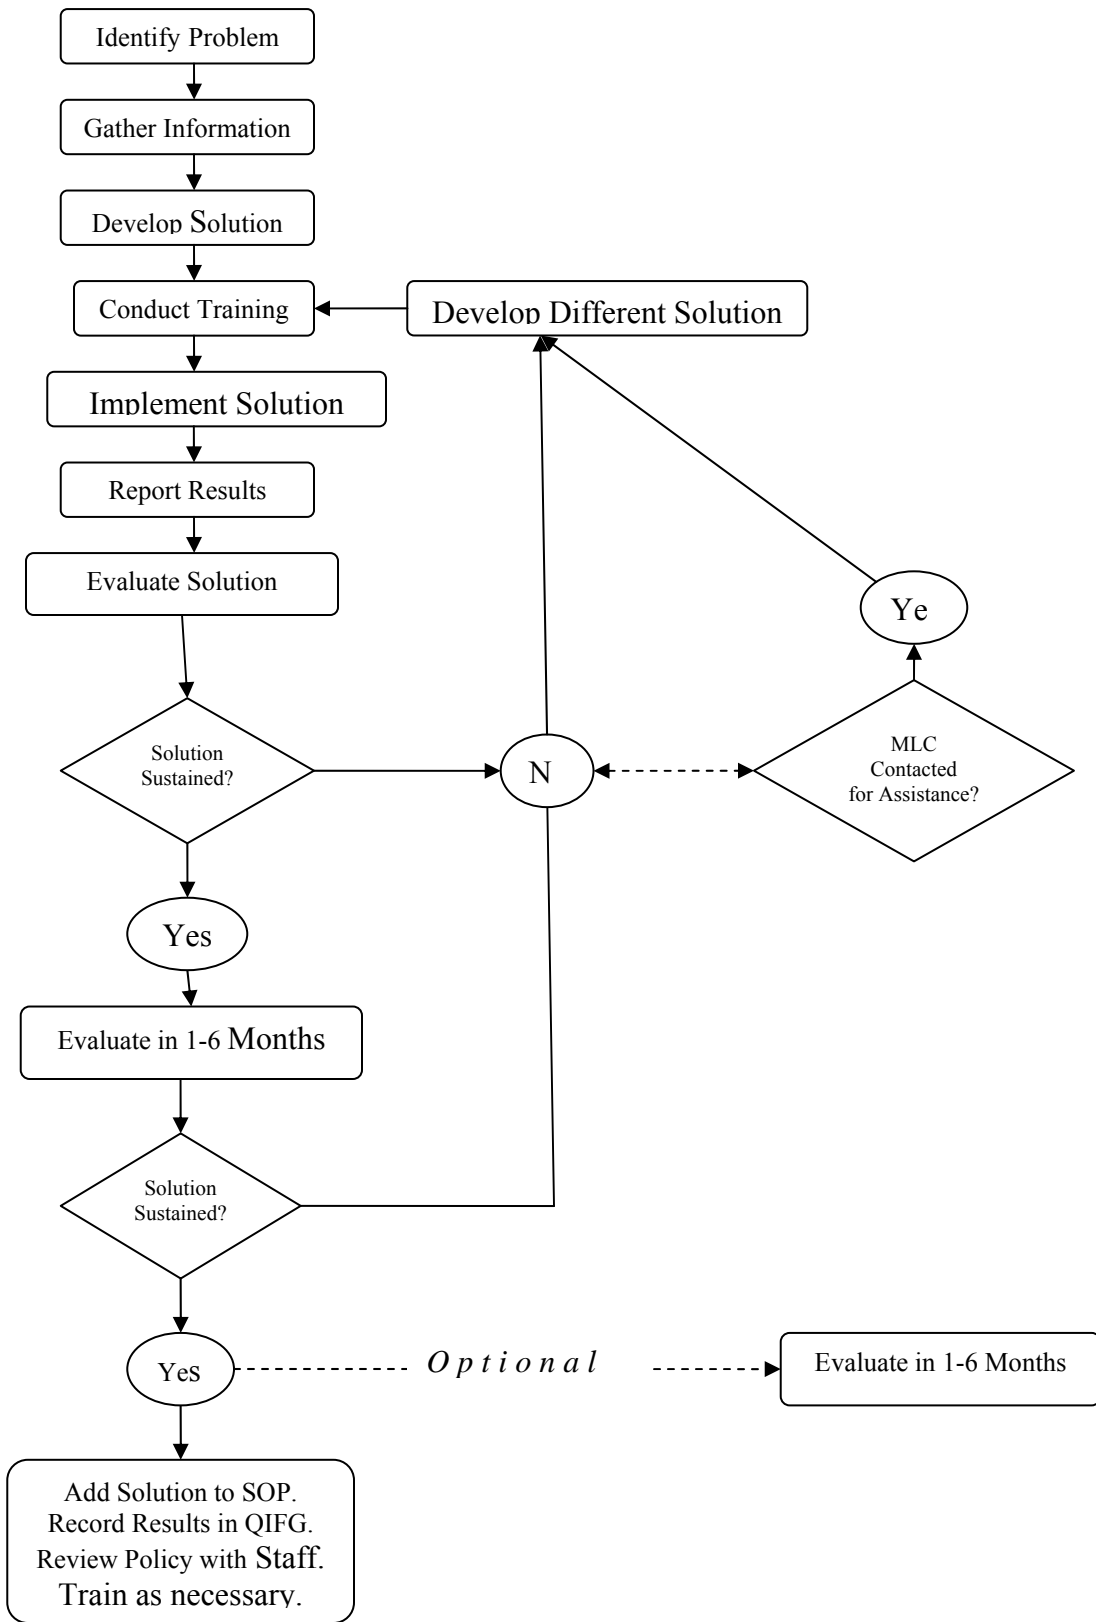 Identify Problem
Gather Information
Develop Solution
Conduct Training
Develop Different Solution
Implement Solution
Report Results
Evaluate Solution
Ye
Solution
Sustained?
N
MLC
Contacted
for Assistance?
Yes
Evaluate in 1-6 Months
Solution
Sustained?
Yes
Optional
Evaluate in 1-6 Months
Add Solution to SOP.
Record Results in QIFG.
Review Policy with Staff.
Train as necessary.